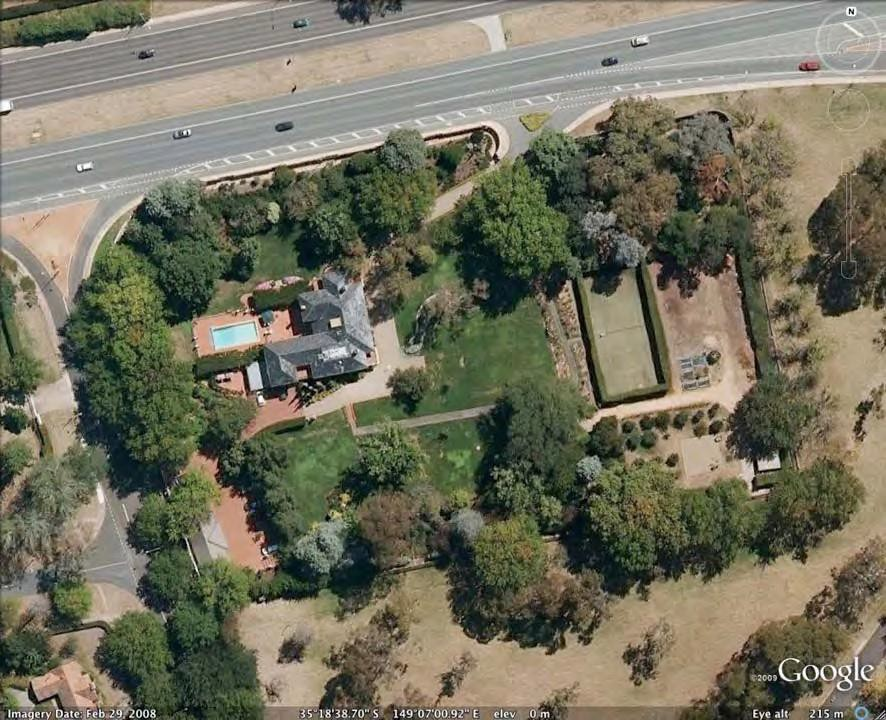 N
©2009 Google
Imagery Date: Feb 29, 2008 35°18'38.70" S 149°07'00.92" E elev 0 m Eye alt 215 m